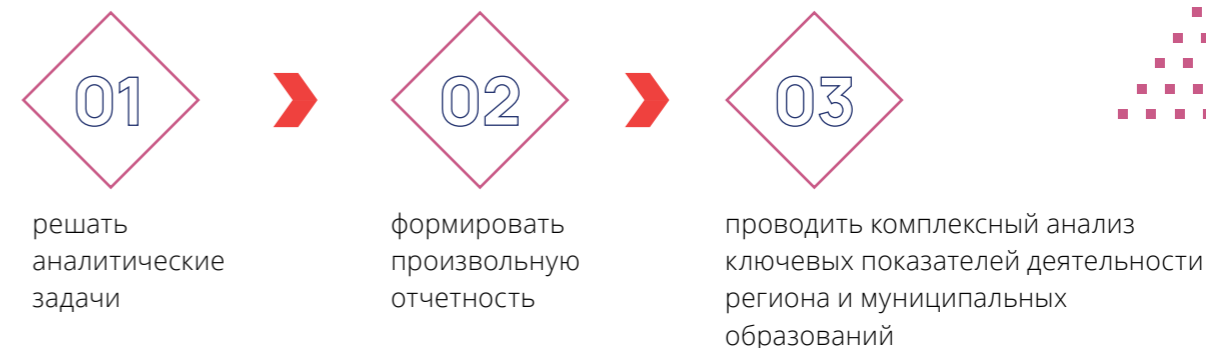 01
02
03
решать
аналитические
задачи
формировать
произвольную
отчетность
проводить комплексный анализ
ключевых показателей деятельности
региона и муниципальных
образований